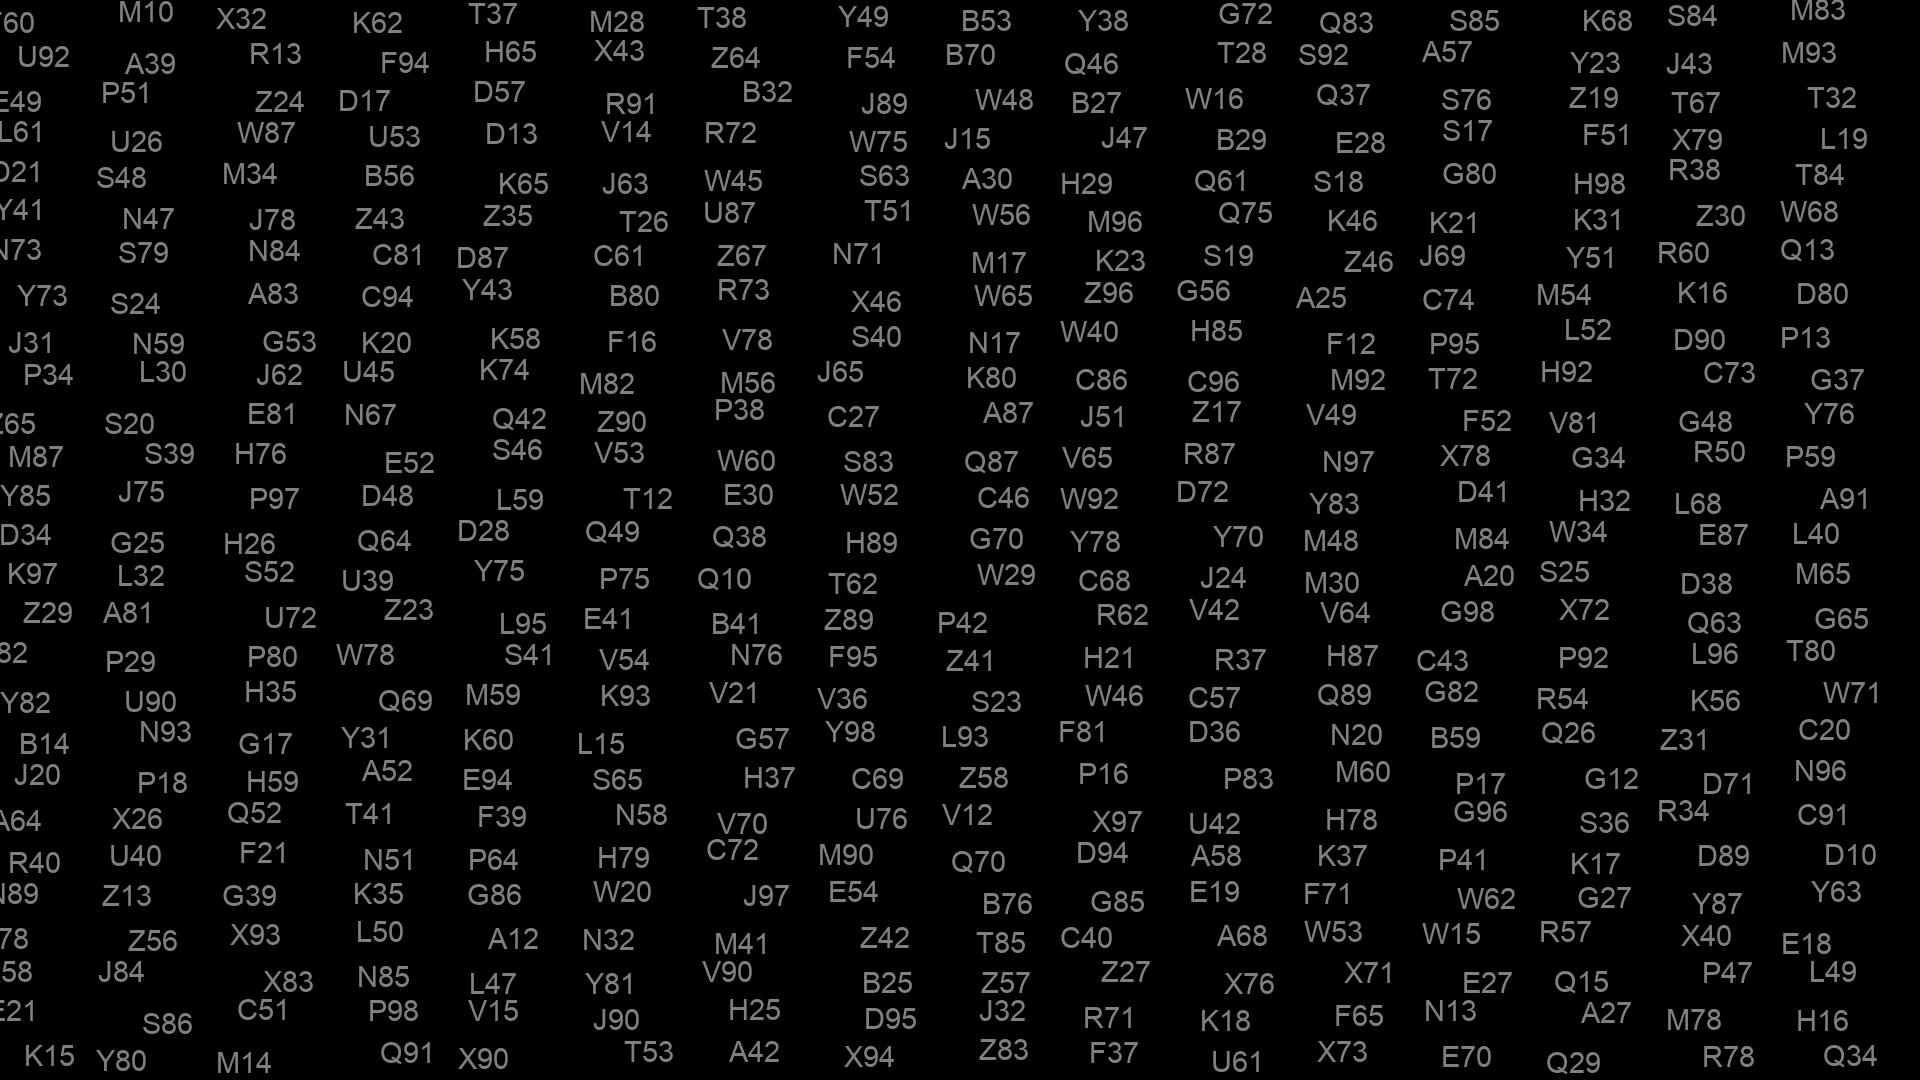 60 M10 X32 K62 T37 M28 T38 Y49 B53 Y38 G72 Q83 S85 K68 S84 M83
U92 A39 R13 F94 H65 X43 Z64 F54 B70 Q46 T28 S92 A57 Y23 J43 M93
E49 P51 Z24 D17 D57 R91 B32 J89 W48 B27 W16 Q37 S76 Z19 T67 T32
L61 U26 W87 U53 D13 V14 R72 W75 J15 J47 B29 E28 S17 F51 X79 L19
D21 S48 M34 B56 K65 J63 W45 S63 A30 H29 Q61 S18 G80 H98 R38 T84
Y41 N47 J78 Z43 Z35 T26 U87 T51 W56 M96 Q75 K46 K21 K31 Z30 W68
N73 S79 N84 C81 D87 C61 Z67 N71 M17 K23 S19 Z46 J69 Y51 R60 Q13
Y73 S24 A83 C94 Y43 B80 R73 X46 W65 Z96 G56 A25 C74 M54 K16 D80
J31 N59 G53 K20 K58 F16 V78 S40 N17 W40 H85 F12 P95 L52 D90 P13
P34 L30 J62 U45 K74 M82 M56 J65 K80 C86 C96 M92 T72 H92 C73 G37
Z65 S20 E81 N67 Q42 Z90 P38 C27 A87 J51 Z17 V49 F52 V81 G48 Y76
M87 S39 H76 E52 S46 V53 W60 S83 Q87 V65 R87 N97 X78 G34 R50 P59
Y85 J75 P97 D48 L59 T12 E30 W52 C46 W92 D72 Y83 D41 H32 L68 A91
D34 G25 H26 Q64 D28 Q49 Q38 H89 G70 Y78 Y70 M48 M84 W34 E87 L40
K97 L32 S52 U39 Y75 P75 Q10 T62 W29 C68 J24 M30 A20 S25 D38 M65
Z29 A81 U72 Z23 L95 E41 B41 Z89 P42 R62 V42 V64 G98 X72 Q63 G65
82 P29 P80 W78 S41 V54 N76 F95 Z41 H21 R37 H87 C43 P92 L96 T80
Y82 U90 H35 Q69 M59 K93 V21 V36 S23 W46 C57 Q89 G82 R54 K56 W71
B14 N93 G17 Y31 K60 L15 G57 Y98 L93 F81 D36 N20 B59 Q26 Z31 C20
J20 P18 H59 A52 E94 S65 H37 C69 Z58 P16 P83 M60 P17 G12 D71 N96
A64 X26 Q52 T41 F39 N58 V70 U76 V12 X97 U42 H78 G96 S36 R34 C91
R40 U40 F21 N51 P64 H79 C72 M90 Q70 D94 A58 K37 P41 K17 D89 D10
N89 Z13 G39 K35 G86 W20 J97 E54 B76 G85 E19 F71 W62 G27 Y87 Y63
78 Z56 X93 L50 A12 N32 M41 Z42 T85 C40 A68 W53 W15 R57 X40 E18
58 J84 X83 N85 L47 Y81 V90 B25 Z57 Z27 X76 X71 E27 Q15 P47 L49
E21 S86 C51 P98 V15 J90 H25 D95 J32 R71 K18 F65 N13 A27 M78 H16
K15 Y80 M14 Q91 X90 T53 A42 X94 Z83 F37 U61 X73 E70 Q29 R78 Q34